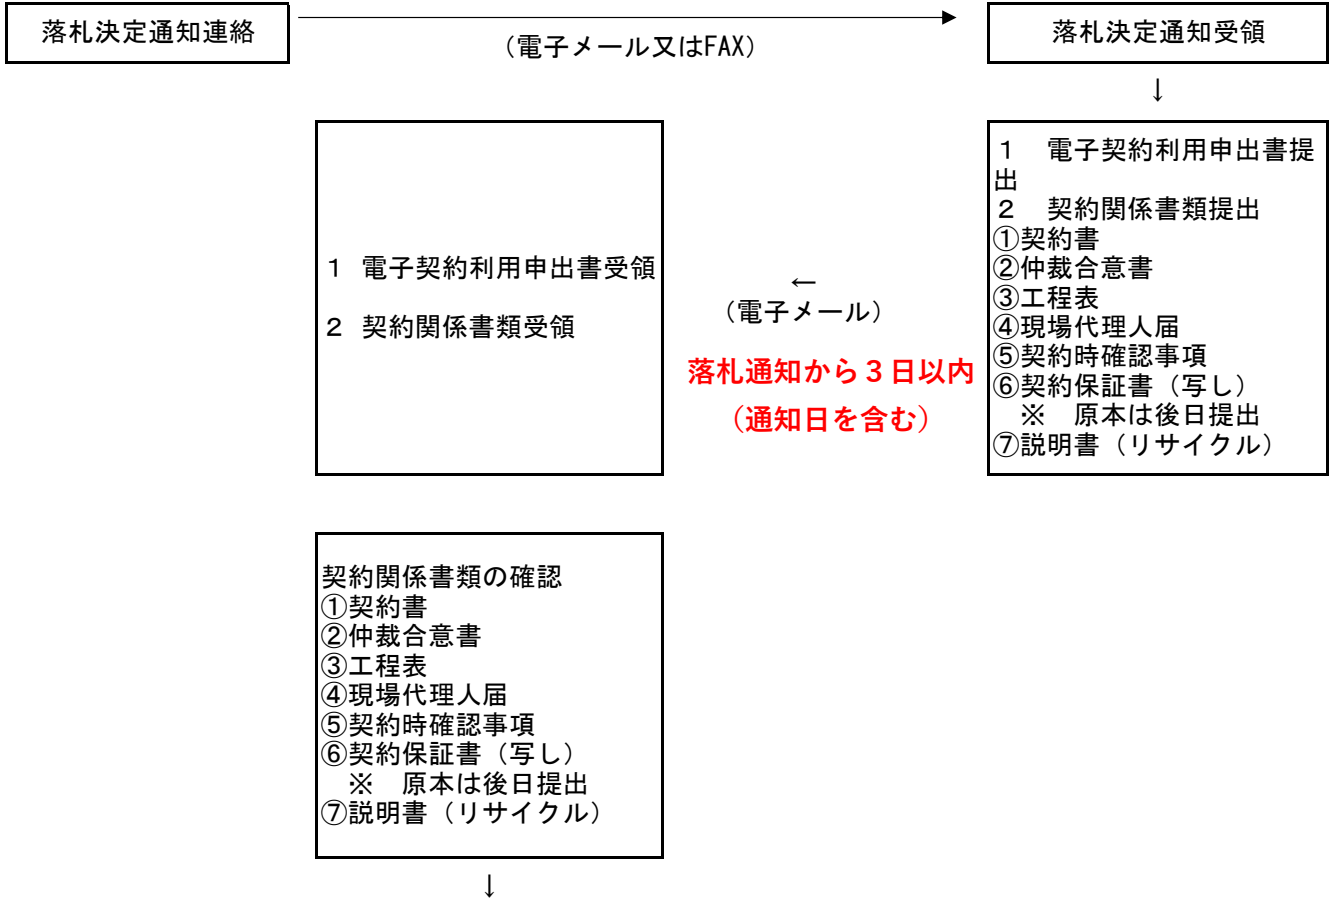 落札決定通知連絡
（電子メール又はFAX）
落札決定通知受領
↓
１　電子契約利用申出書提
出
２　契約関係書類提出
①契約書
②仲裁合意書
③工程表
④現場代理人届
⑤契約時確認事項
⑥契約保証書（写し）
※　原本は後日提出
⑦説明書（リサイクル）
←
（電子メール）
落札通知から３日以内
（通知日を含む）
１ 電子契約利用申出書受領
２ 契約関係書類受領
契約関係書類の確認
①契約書
②仲裁合意書
③工程表
④現場代理人届
⑤契約時確認事項
⑥契約保証書（写し）
※　原本は後日提出
⑦説明書（リサイクル）
↓